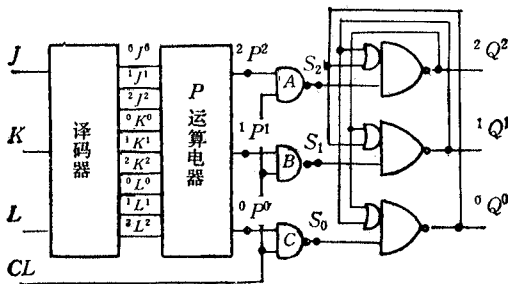 J
K
L
CL
译码器
⁰J⁰
¹J¹
²J²
⁰K⁰
¹K¹
²K²
⁰L⁰
¹L¹
²L²
P
运算电器
²P²
¹P¹
⁰P⁰
A
B
C
S₂
S₁
S₀
²Q²
¹Q¹
⁰Q⁰